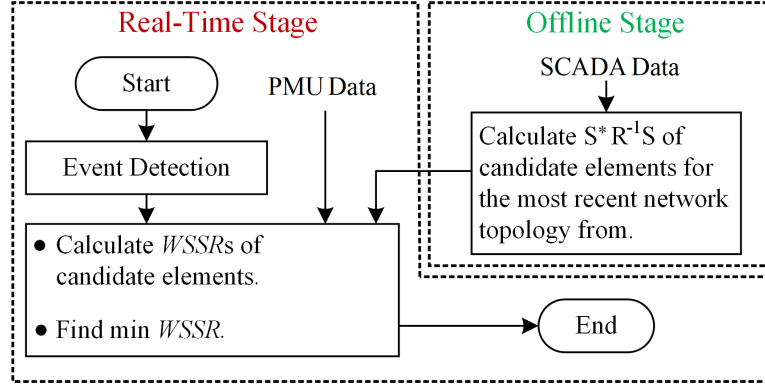 Real-Time Stage
Start
PMU Data
Event Detection
● Calculate WSSRs of
candidate elements.
● Find min WSSR.
Offline Stage
SCADA Data
Calculate S* R⁻¹S of
candidate elements for
the most recent network
topology from.
End